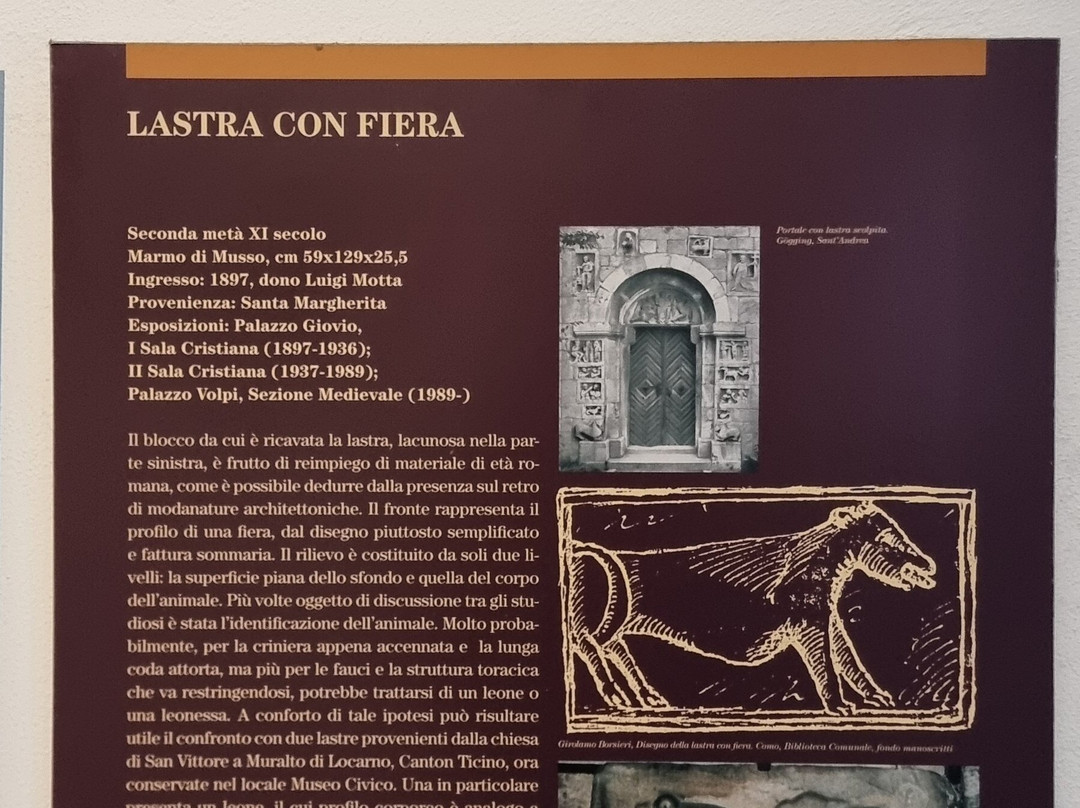 LASTRA CON FIERA
Seconda metà XI secolo
Marmo di Musso, cm 59x129x25,5
Ingresso: 1897, dono Luigi Motta
Provenienza: Santa Margherita
Esposizioni: Palazzo Giovio,
I Sala Cristiana (1897-1936);
II Sala Cristiana (1937-1989);
Palazzo Volpi, Sezione Medievale (1989-)
Il blocco da cui è ricavata la lastra, lacunosa nella par-
te sinistra, è frutto di reimpiego di materiale di età ro-
mana, come è possibile dedurre dalla presenza sul retro
di modanature architettoniche. Il fronte rappresenta il
profilo di una fiera, dal disegno piuttosto semplificato
e fattura sommaria. Il rilievo è costituito da soli due li-
velli: la superficie piana dello sfondo e quella del corpo
dell'animale. Più volte oggetto di discussione tra gli stu-
diosi è stata l'identificazione dell'animale. Molto proba-
bilmente, per la criniera appena accennata e la lunga
coda attorta, ma più per le fauci e la struttura toracica
che va restringendosi, potrebbe trattarsi di un leone o
una leonessa. A conforto di tale ipotesi può risultare
utile il confronto con due lastre provenienti dalla chiesa
di San Vittore a Muralto di Locarno, Canton Ticino, ora
conservate nel locale Museo Civico. Una in particolare
presenta un leone, il cui profilo corporeo è analogo a
Portale con lastra scolpita.
Gögging, Sant'Andrea
Girolamo Borsieri, Disegno della lastra con fiera. Como, Biblioteca Comunale, fondo manoscritti